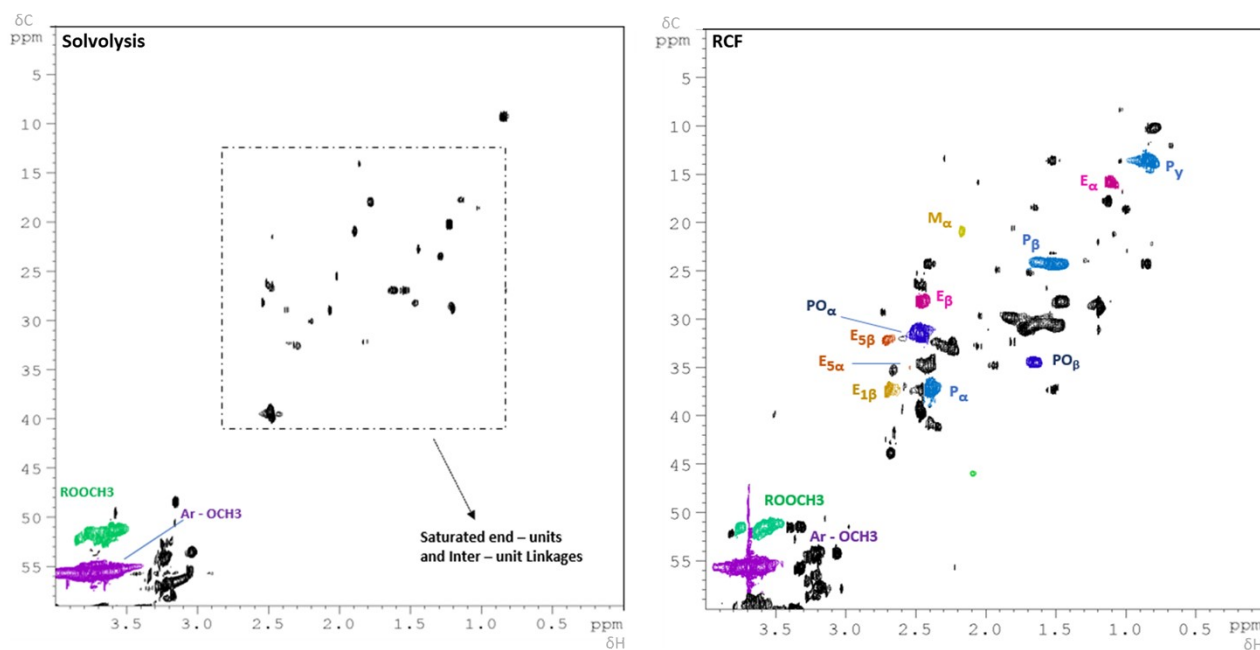 δC
ppm
Solvolysis
5
10
15
20
25
30
35
40
45
50
55
ROOCH3
Ar - OCH3
Saturated end – units
and Inter – unit Linkages
3.5 3.0 2.5 2.0 1.5 1.0 0.5 ppm
δH
δC
ppm
RCF
5
10
15
20
25
30
35
40
45
50
55
Pγ
Eα
Mα
Pβ
Eβ
POα
E5β
E5α
POβ
E1β
Pα
ROOCH3
Ar - OCH3
3.5 3.0 2.5 2.0 1.5 1.0 0.5 ppm
δH